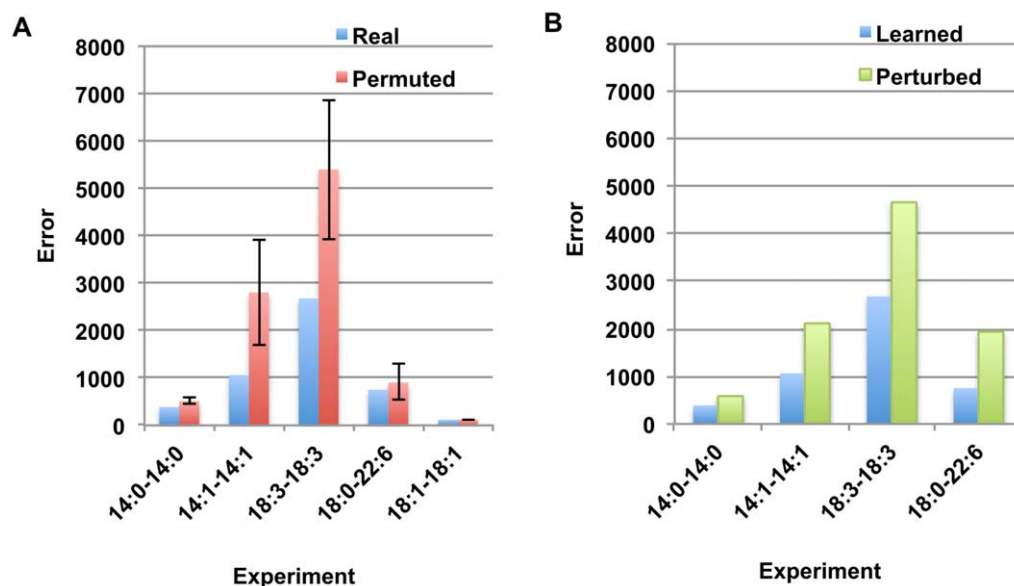 A
Real
Permuted
8000
7000
6000
5000
4000
3000
2000
1000
0
Error
14:0-14:0
14:1-14:1
18:3-18:3
18:0-22:6
18:1-18:1
Experiment
B
Learned
Perturbed
8000
7000
6000
5000
4000
3000
2000
1000
0
Error
14:0-14:0
14:1-14:1
18:3-18:3
18:0-22:6
Experiment